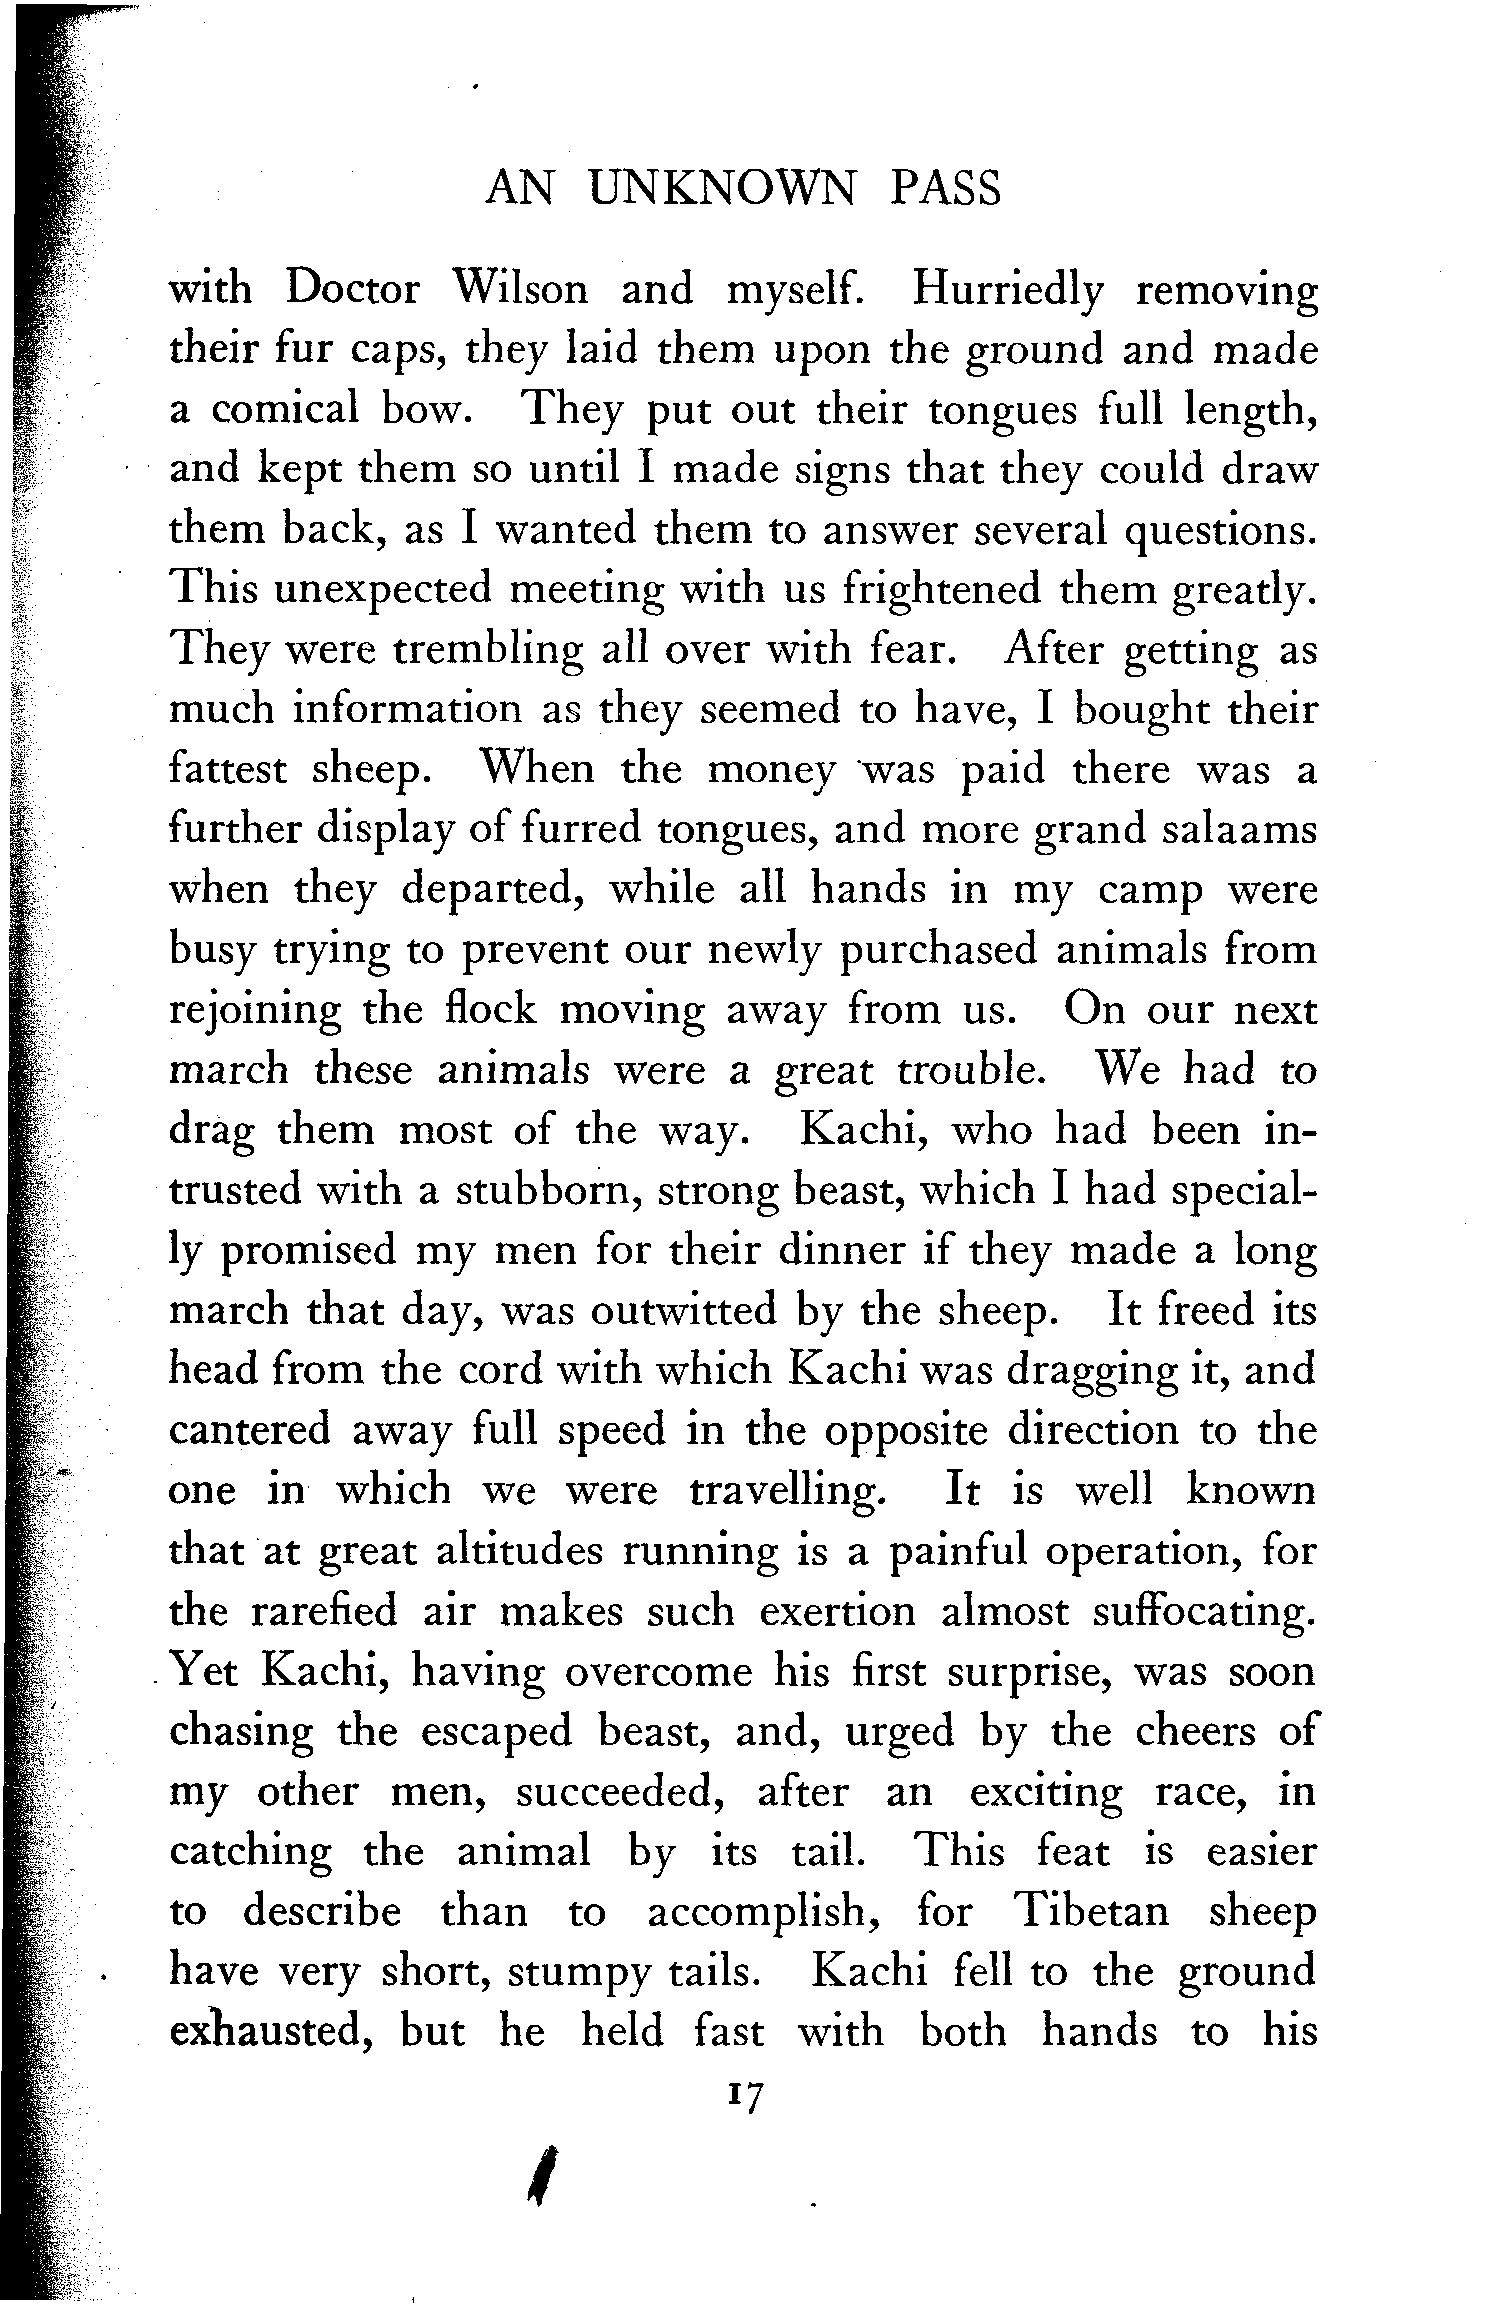 AN UNKNOWN PASS
with Doctor Wilson and myself. Hurriedly removing
their fur caps, they laid them upon the ground and made
a comical bow. They put out their tongues full length,
and kept them so until I made signs that they could draw
them back, as I wanted them to answer several questions.
This unexpected meeting with us frightened them greatly.
They were trembling all over with fear. After getting as
much information as they seemed to have, I bought their
fattest sheep. When the money was paid there was a
further display of furred tongues, and more grand salaams
when they departed, while all hands in my camp were
busy trying to prevent our newly purchased animals from
rejoining the flock moving away from us. On our next
march these animals were a great trouble. We had to
drag them most of the way. Kachi, who had been in-
trusted with a stubborn, strong beast, which I had special-
ly promised my men for their dinner if they made a long
march that day, was outwitted by the sheep. It freed its
head from the cord with which Kachi was dragging it, and
cantered away full speed in the opposite direction to the
one in which we were travelling. It is well known
that at great altitudes running is a painful operation, for
the rarefied air makes such exertion almost suffocating.
Yet Kachi, having overcome his first surprise, was soon
chasing the escaped beast, and, urged by the cheers of
my other men, succeeded, after an exciting race, in
catching the animal by its tail. This feat is easier
to describe than to accomplish, for Tibetan sheep
have very short, stumpy tails. Kachi fell to the ground
exhausted, but he held fast with both hands to his
17